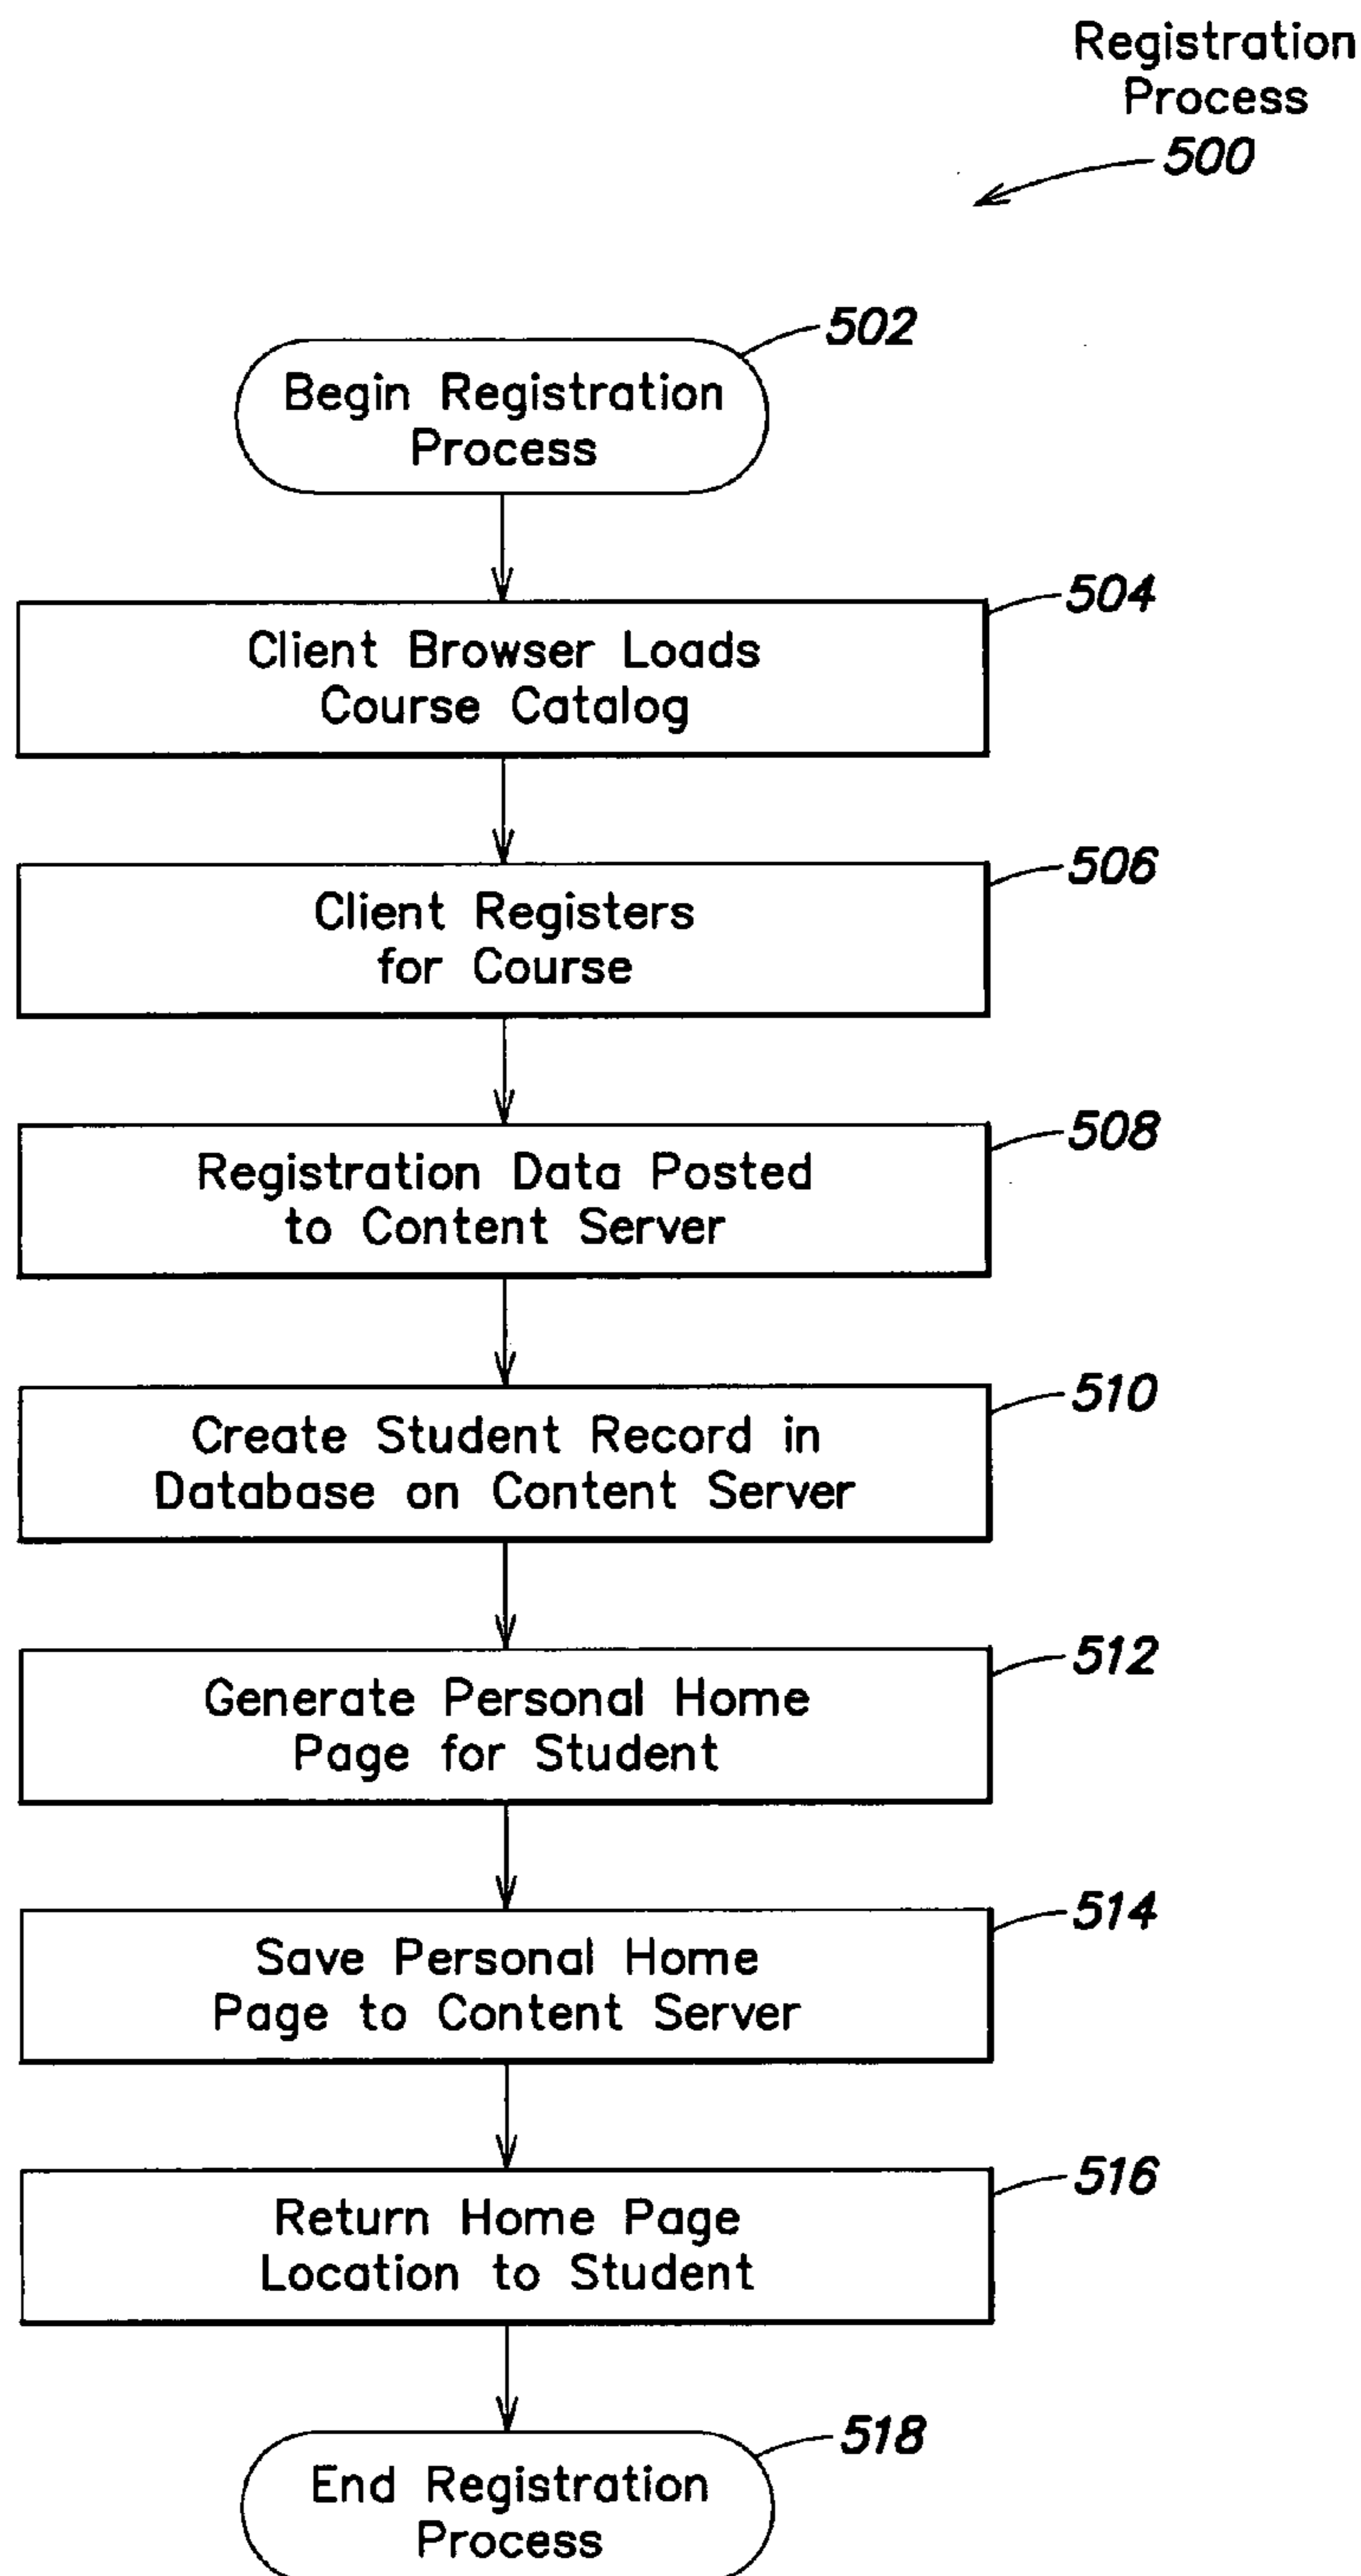 Registration
Process
500
502
Begin Registration
Process
504
Client Browser Loads
Course Catalog
506
Client Registers
for Course
508
Registration Data Posted
to Content Server
510
Create Student Record in
Database on Content Server
512
Generate Personal Home
Page for Student
514
Save Personal Home
Page to Content Server
516
Return Home Page
Location to Student
518
End Registration
Process